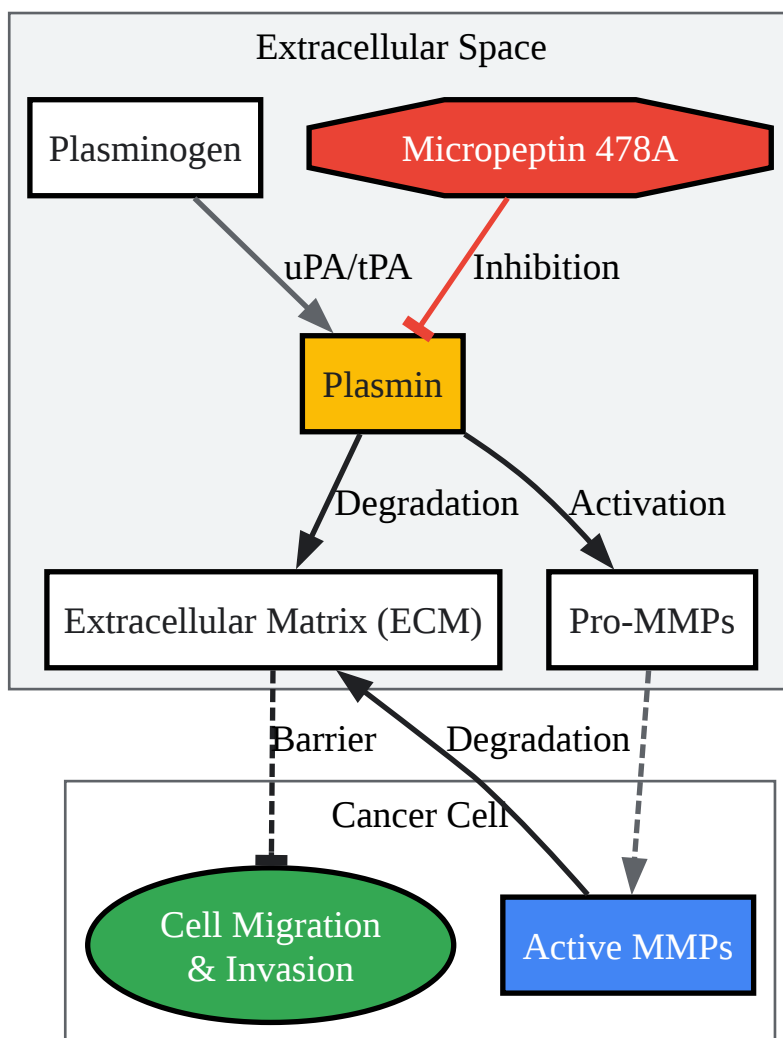 Extracellular Space
Plasminogen
Micropeptin 478A
uPA/tPA
Inhibition
Plasmin
Degradation
Activation
Extracellular Matrix (ECM)
Pro-MMPs
Barrier
Degradation
Cancer Cell
Cell Migration
& Invasion
Active MMPs